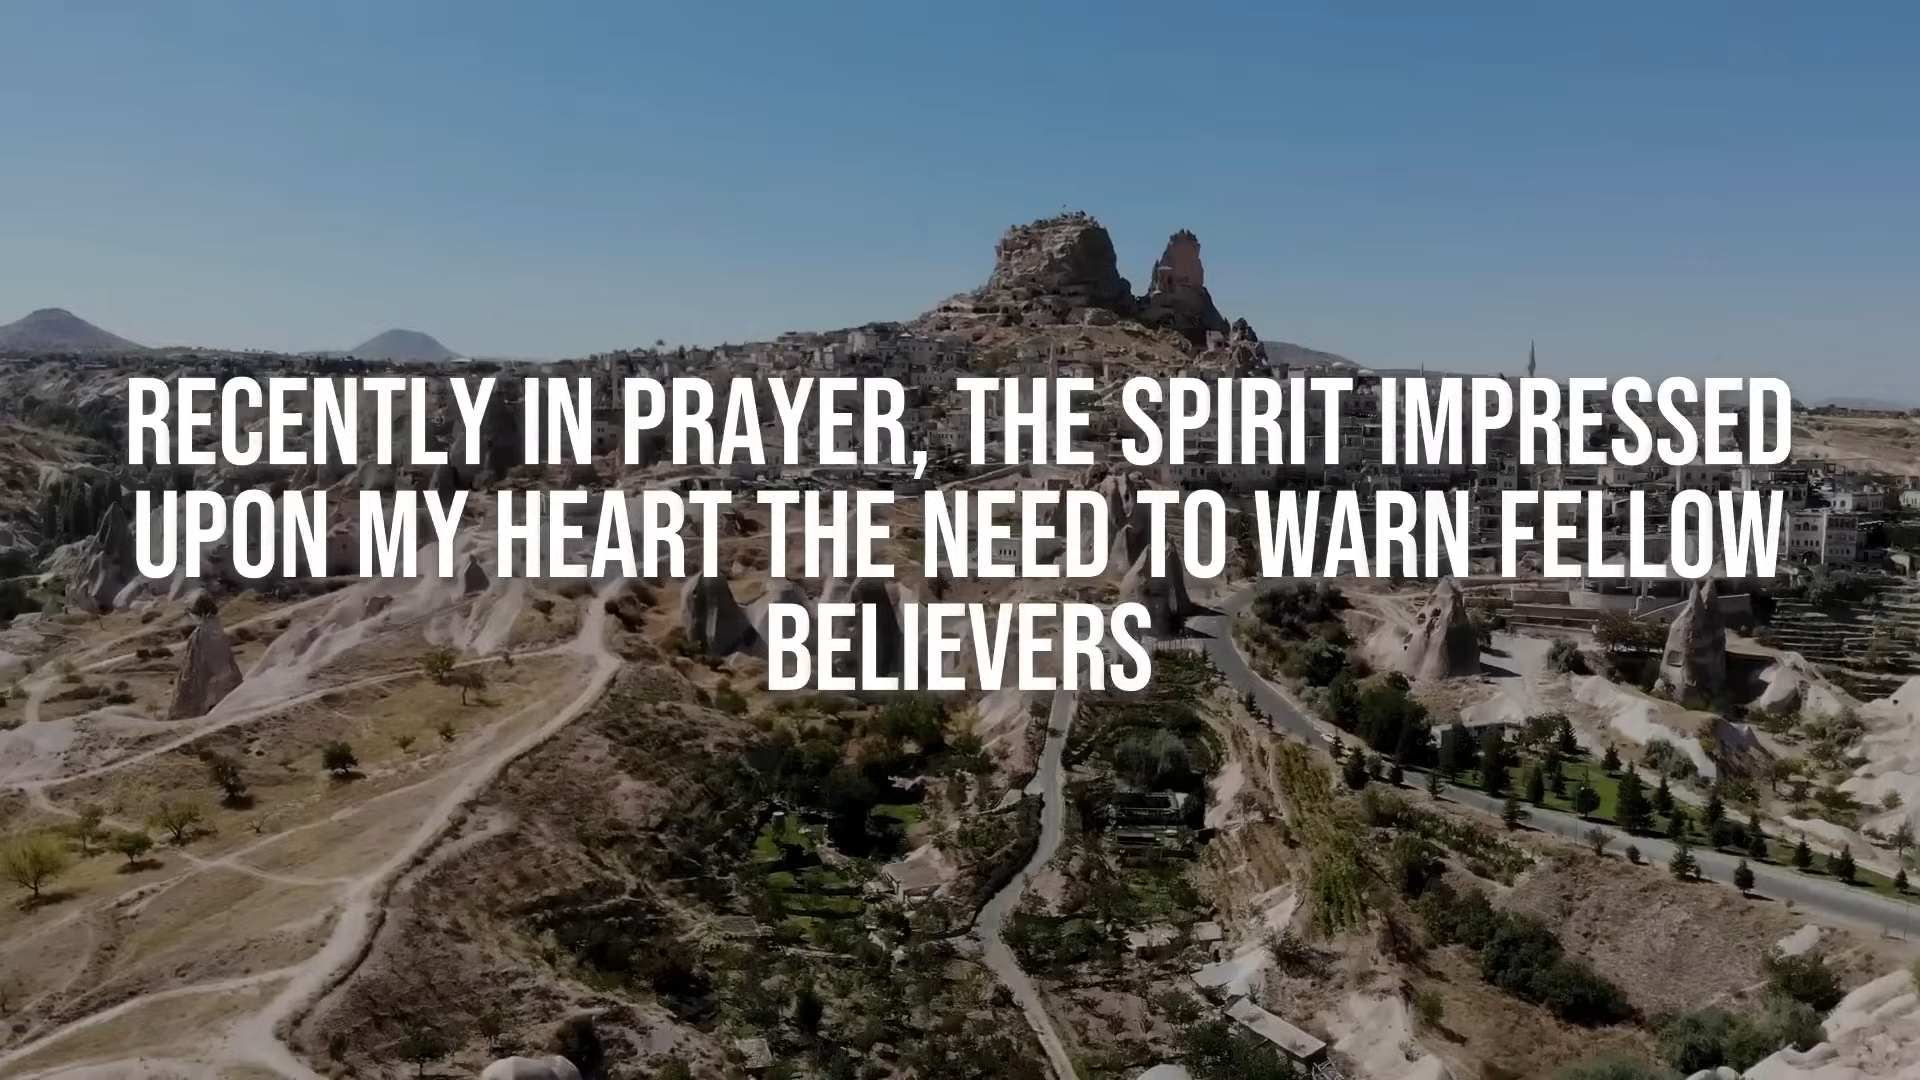 RECENTLY IN PRAYER, THE SPIRIT IMPRESSED
UPON MY HEART THE NEED TO WARN FELLOW
BELIEVERS